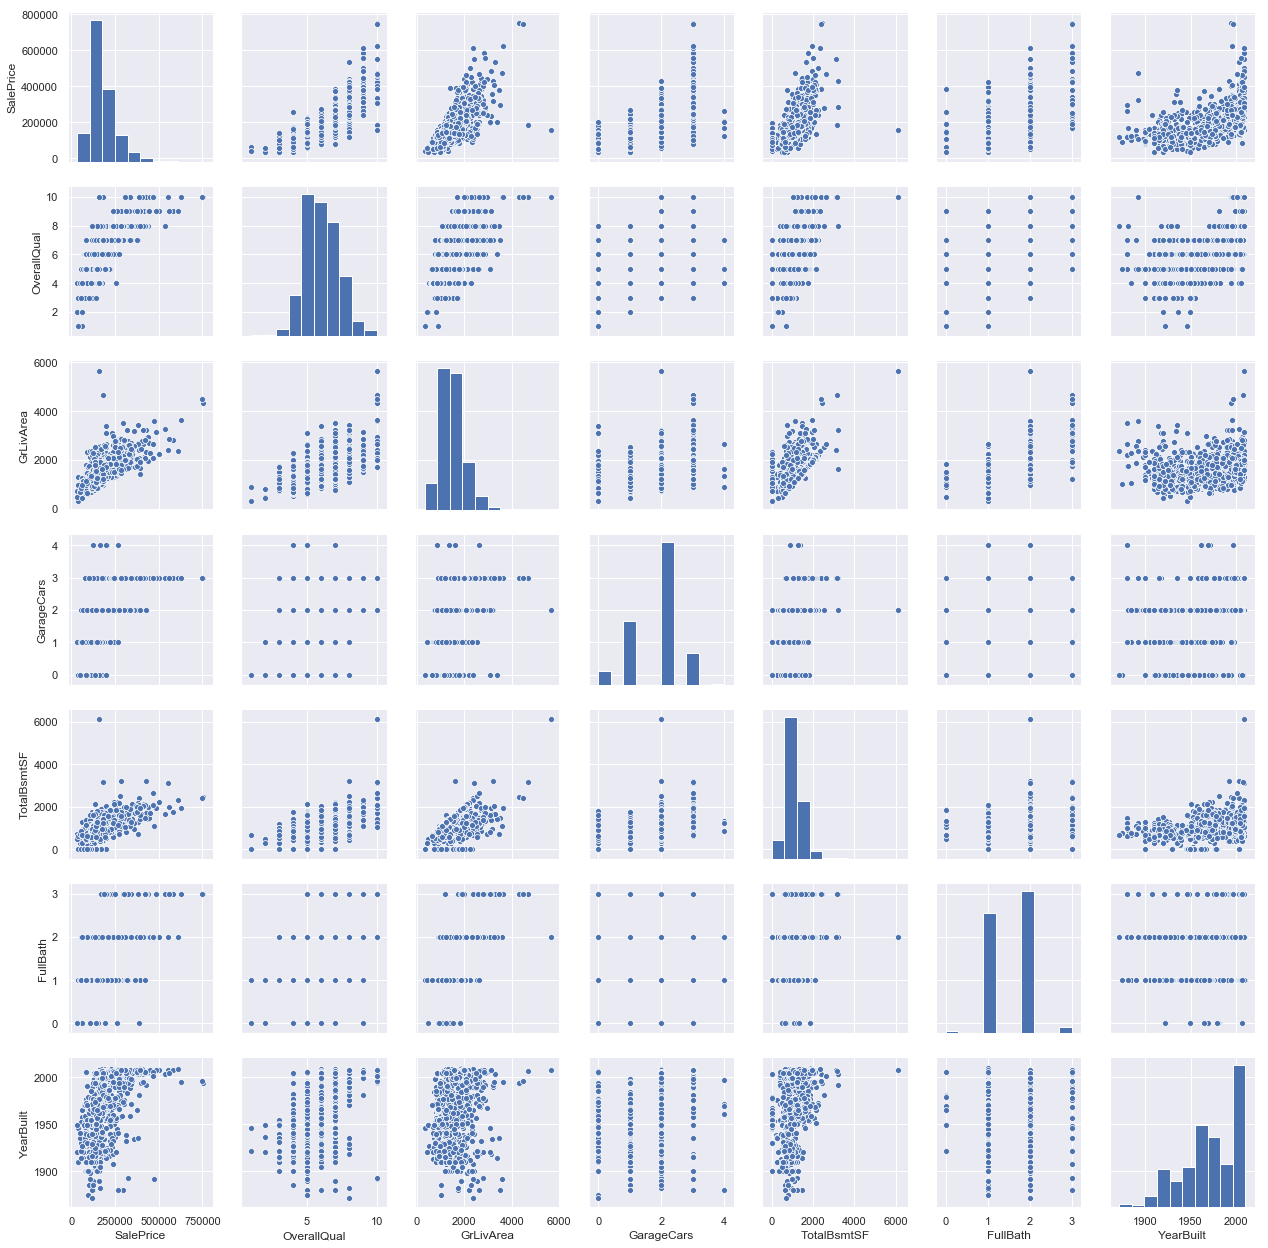 800000
600000
400000
200000
0
SalePrice
10
8
6
4
2
OverallQual
6000
4000
2000
0
GrLivArea
4
3
2
1
0
GarageCars
6000
4000
2000
0
TotalBsmtSF
3
2
1
0
FullBath
2000
1950
1900
YearBuilt
0 250000 500000 750000
SalePrice
5 10
OverallQual
0 2000 4000 6000
GrLivArea
0 2 4
GarageCars
0 2000 4000 6000
TotalBsmtSF
0 1 2 3
FullBath
1900 1950 2000
YearBuilt